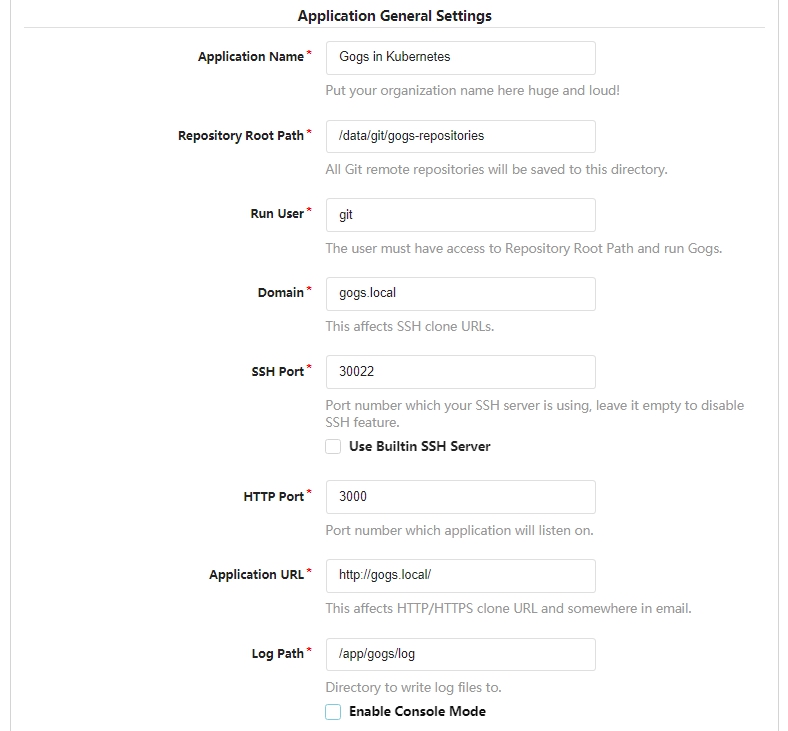 Application General Settings
Application Name* Gogs in Kubernetes
Put your organization name here huge and loud!
Repository Root Path* /data/git/gogs-repositories
All Git remote repositories will be saved to this directory.
Run User* git
The user must have access to Repository Root Path and run Gogs.
Domain* gogs.local
This affects SSH clone URLs.
SSH Port* 30022
Port number which your SSH server is using, leave it empty to disable
SSH feature.
Use Builtin SSH Server
HTTP Port* 3000
Port number which application will listen on.
Application URL* http://gogs.local/
This affects HTTP/HTTPS clone URL and somewhere in email.
Log Path* /app/gogs/log
Directory to write log files to.
Enable Console Mode